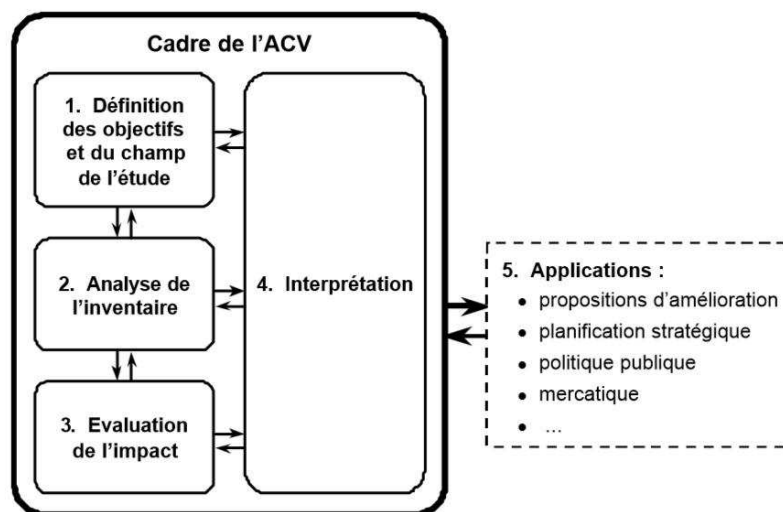 Cadre de l’ACV
1. Définition
des objectifs
et du champ
de l’étude
2. Analyse de
l’inventaire
3. Evaluation
de l’impact
4. Interprétation
5. Applications :
• propositions d’amélioration
• planification stratégique
• politique publique
• mercatique
• ...